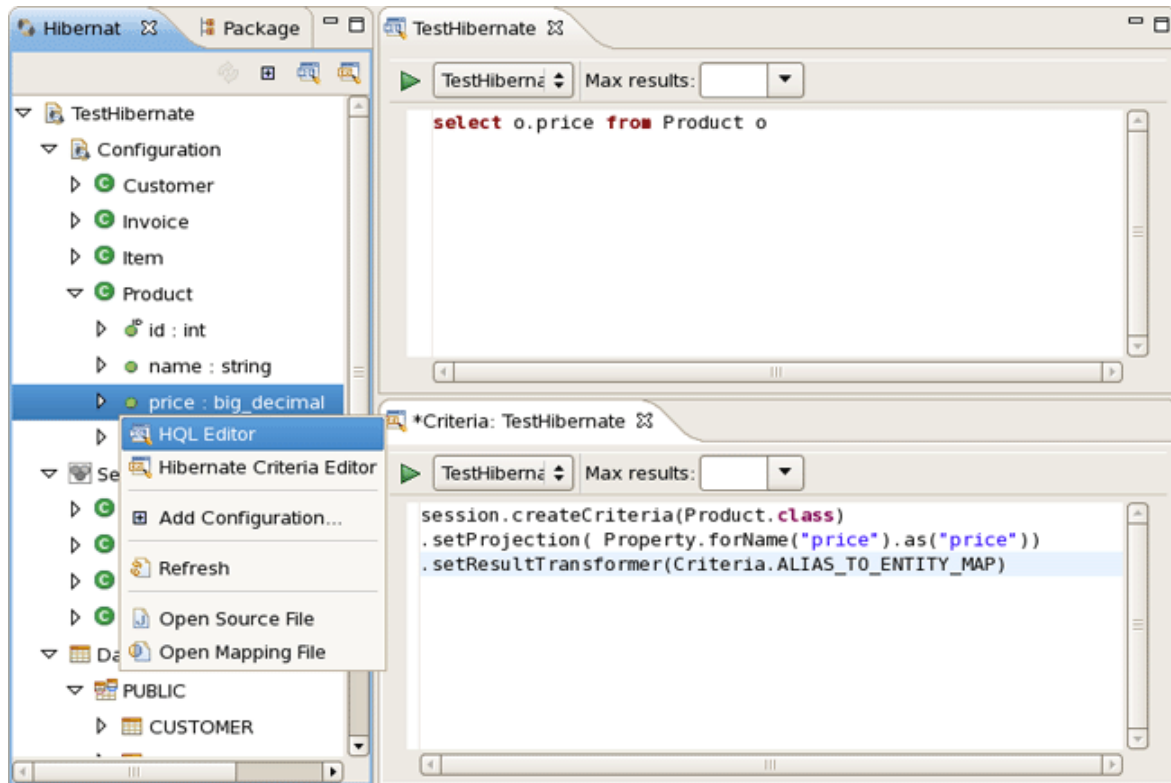 Hibernat
Package
TestHibernate
Configuration
Customer
Invoice
Item
Product
id : int
name : string
price : big_decimal
HQL Editor
Hibernate Criteria Editor
Add Configuration...
Refresh
Open Source File
Open Mapping File
Se
Da
PUBLIC
CUSTOMER
TestHibernate
TestHiberna
Max results:
select o.price from Product o
*Criteria: TestHibernate
TestHiberna
Max results:
session.createCriteria(Product.class)
.setProjection( Property.forName("price").as("price"))
.setResultTransformer(Criteria.ALIAS_TO_ENTITY_MAP)